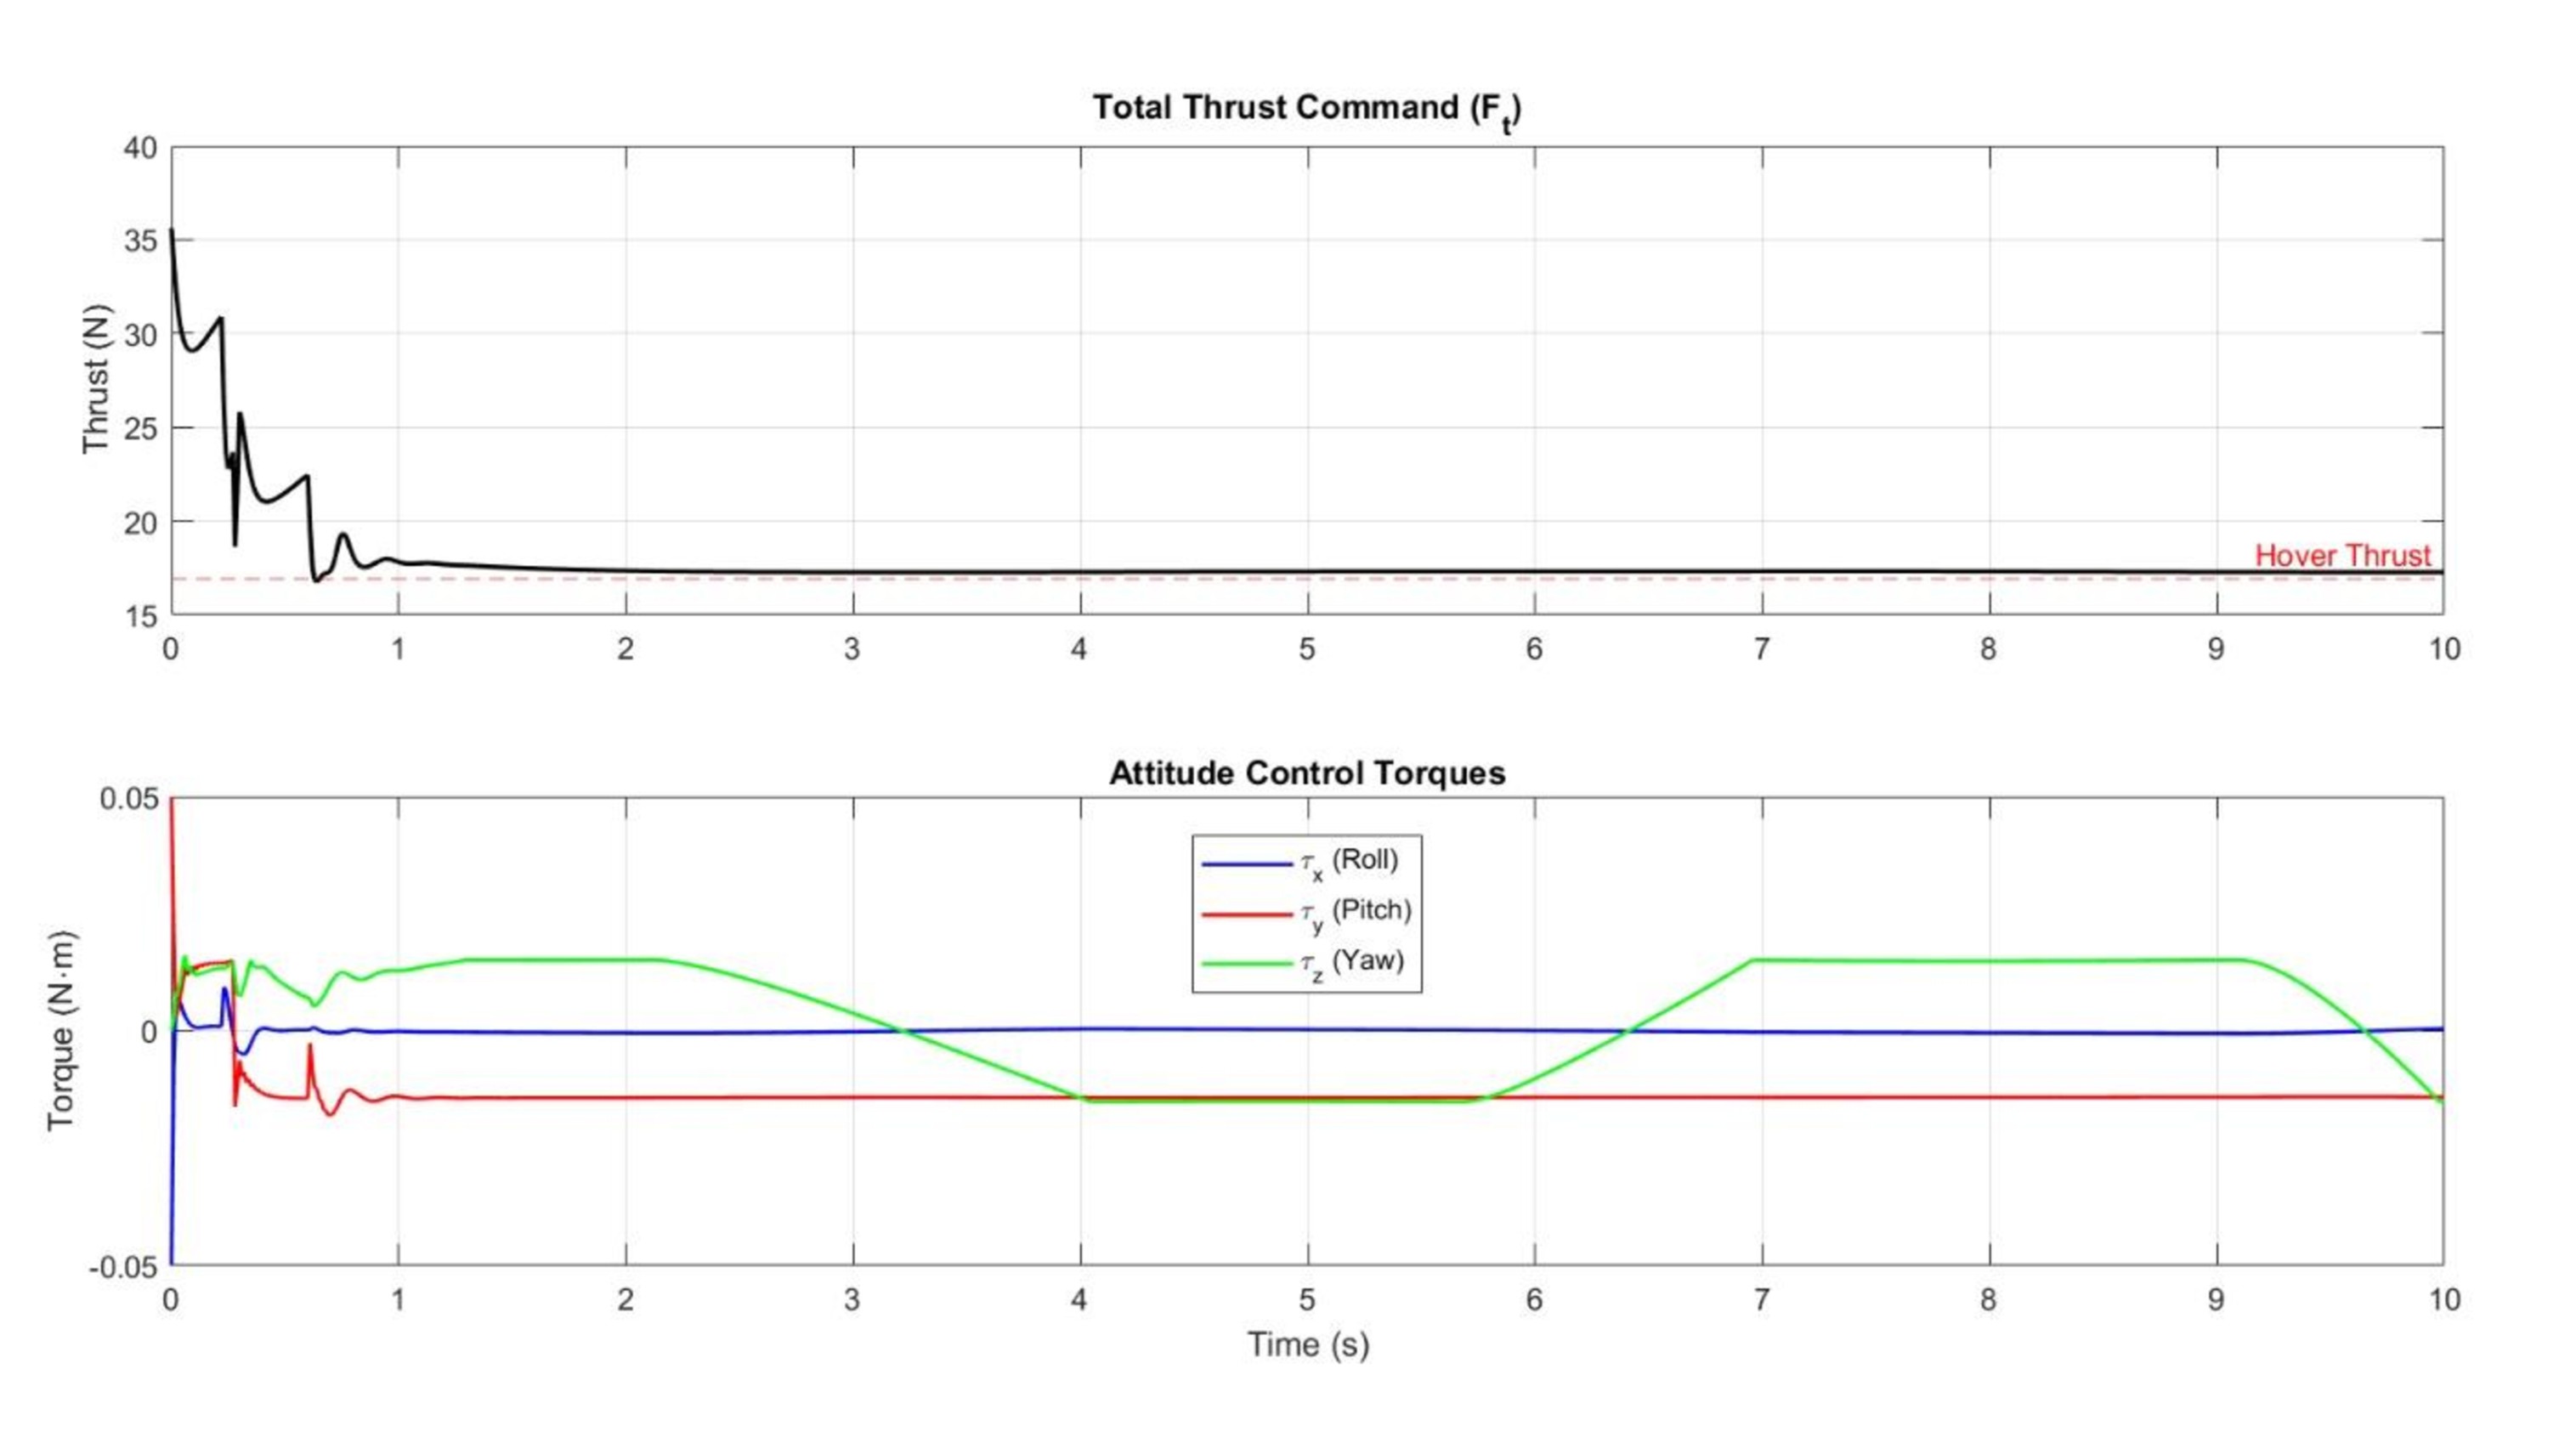 Total Thrust Command (Ft)
40
35
30
25
20
15
Thrust (N)
Hover Thrust
0 1 2 3 4 5 6 7 8 9 10
Attitude Control Torques
0.05
0
-0.05
Torque (N·m)
τx (Roll)
τy (Pitch)
τz (Yaw)
0 1 2 3 4 5 6 7 8 9 10
Time (s)